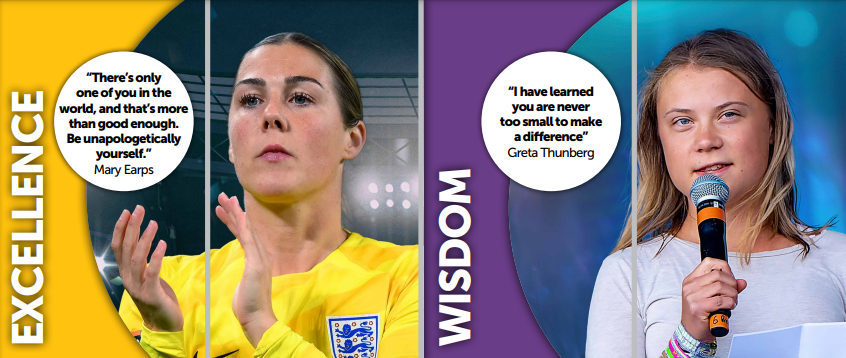 EXCELLENCE
“There’s only
one of you in the
world, and that’s more
than good enough.
Be unapologetically
yourself.”
Mary Earps
WISDOM
“I have learned
you are never
too small to make
a difference”
Greta Thunberg
6